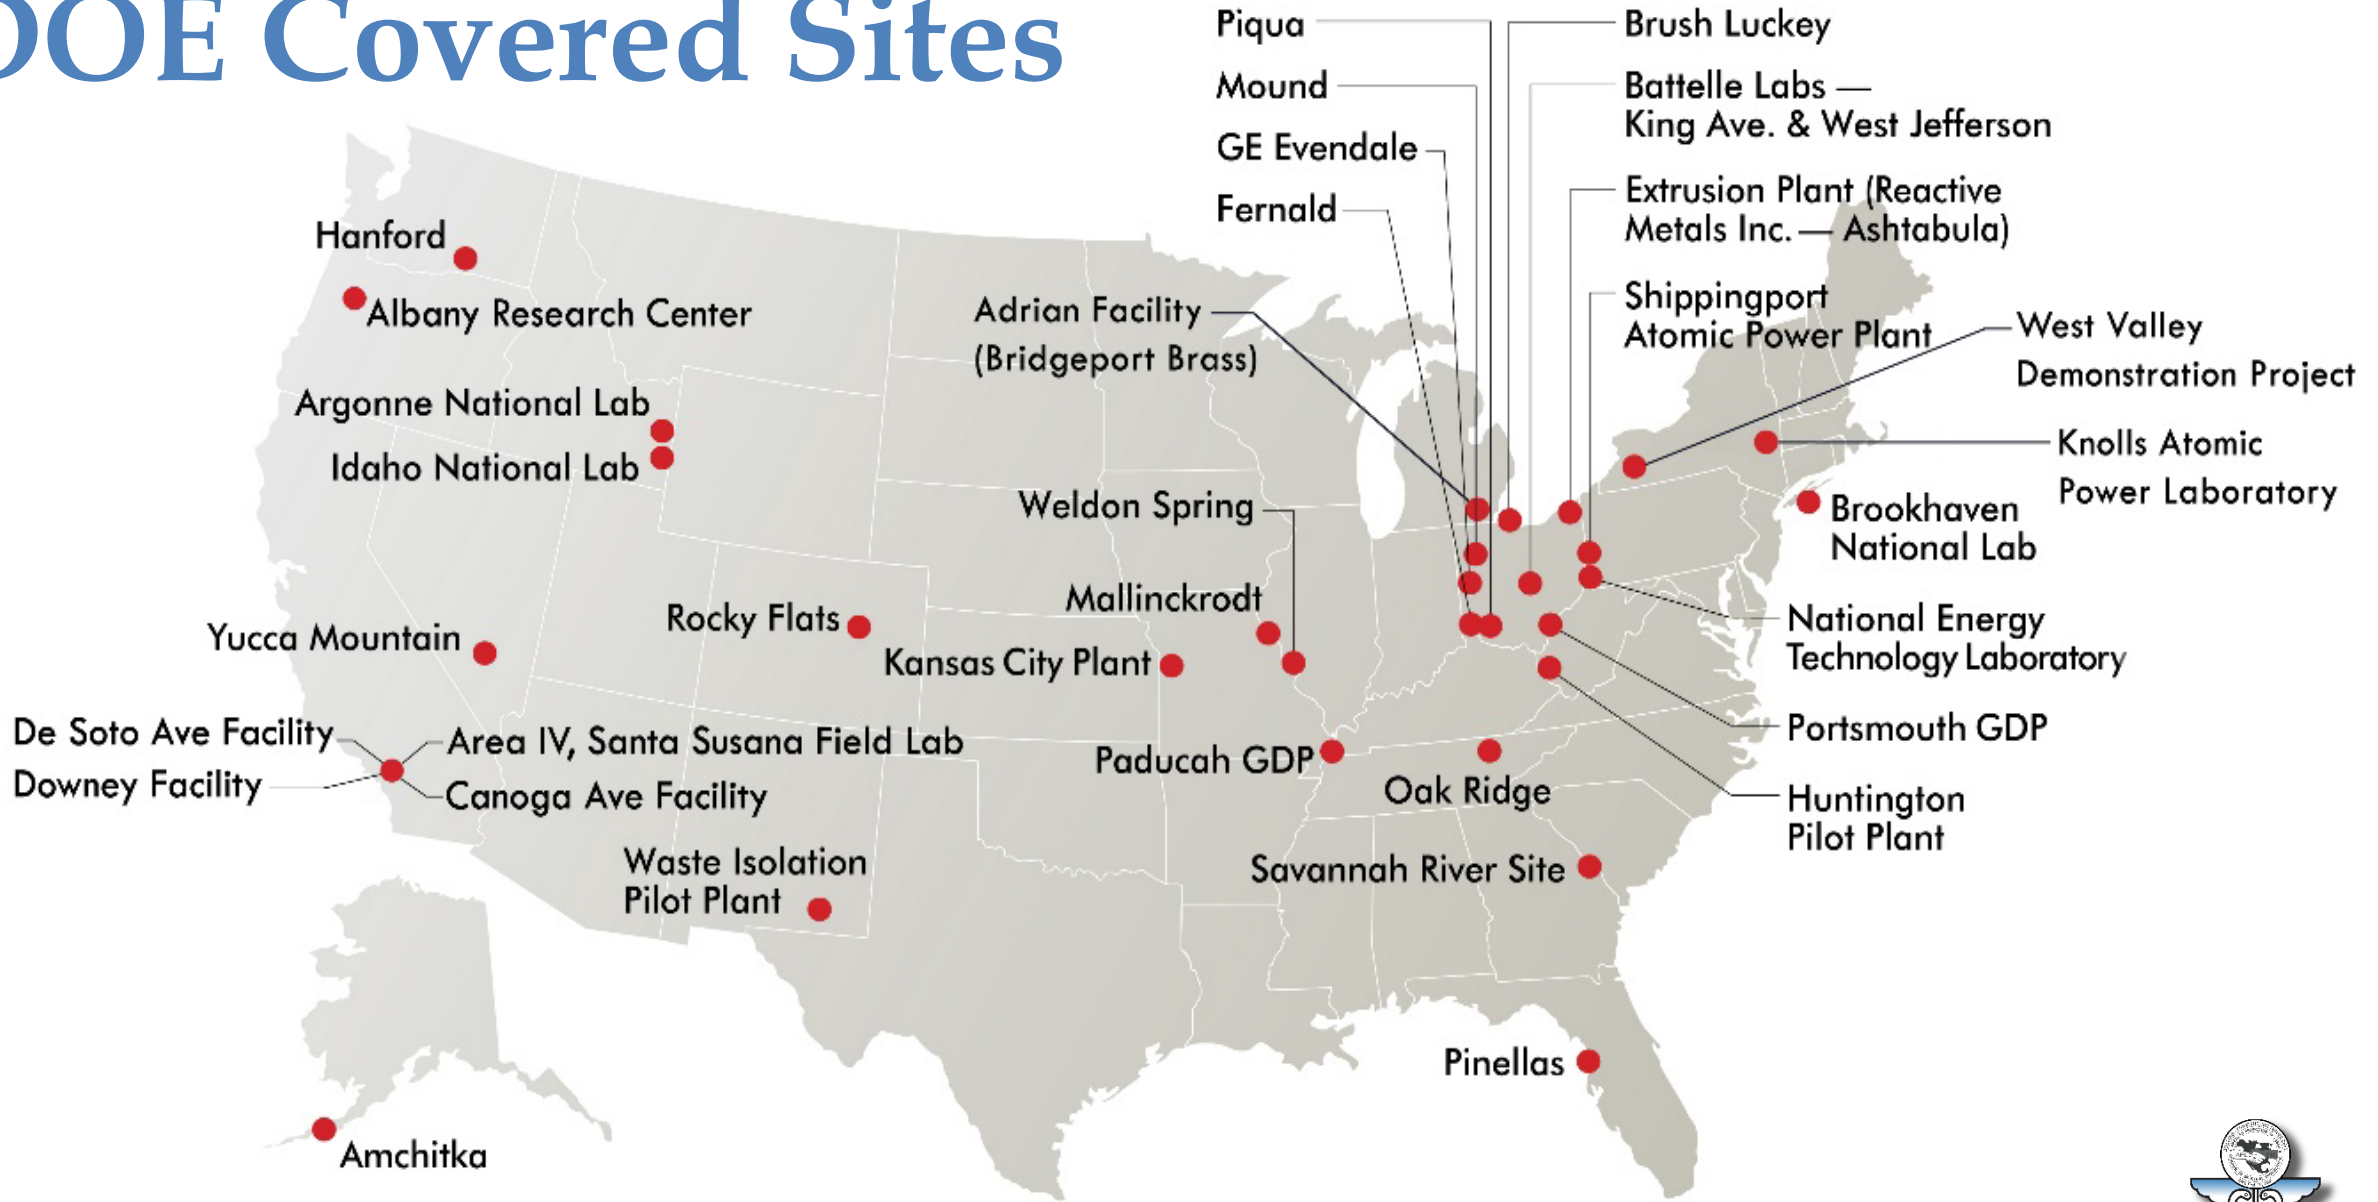 DOE Covered Sites
Piqua
Mound
GE Evendale
Fernald
Brush Luckey
Battelle Labs —
King Ave. & West Jefferson
Extrusion Plant (Reactive
Metals Inc. — Ashtabula)
Shippingport
Atomic Power Plant
West Valley
Demonstration Project
Knolls Atomic
Power Laboratory
Brookhaven
National Lab
National Energy
Technology Laboratory
Portsmouth GDP
Huntington
Pilot Plant
Hanford
Albany Research Center
Adrian Facility
(Bridgeport Brass)
Argonne National Lab
Idaho National Lab
Weldon Spring
Mallinckrodt
Rocky Flats
Kansas City Plant
Yucca Mountain
De Soto Ave Facility
Downey Facility
Area IV, Santa Susana Field Lab
Canoga Ave Facility
Paducah GDP
Oak Ridge
Waste Isolation
Pilot Plant
Savannah River Site
Pinellas
Amchitka